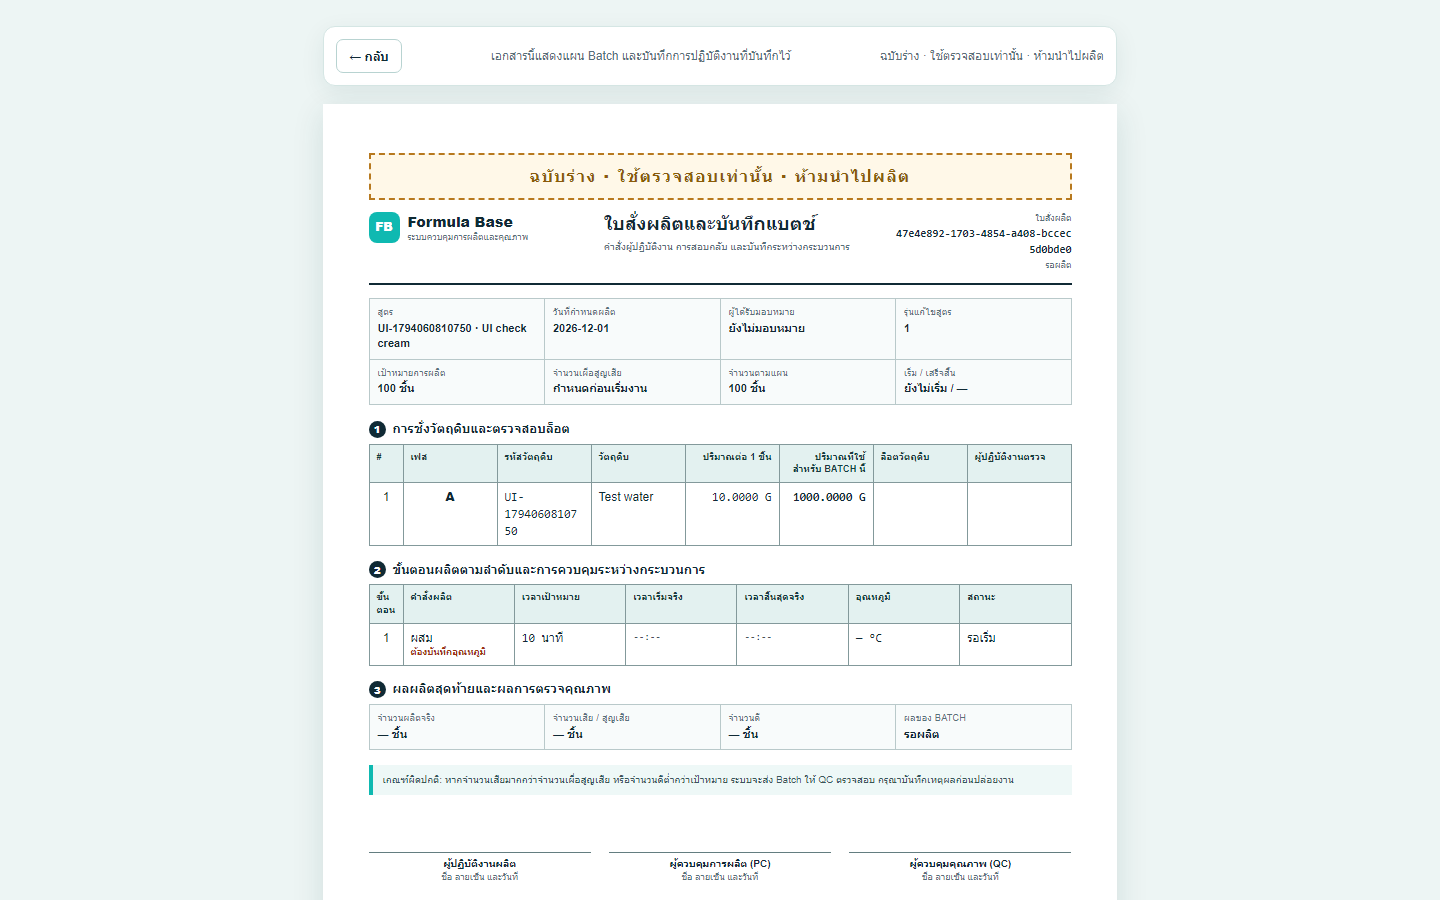 ← กลับ
เอกสารนี้แสดงแผน Batch และบันทึกการปฏิบัติงานที่บันทึกไว้
ฉบับร่าง · ใช้ตรวจสอบเท่านั้น · ห้ามนำไปผลิต
ฉบับร่าง · ใช้ตรวจสอบเท่านั้น · ห้ามนำไปผลิต
FB
Formula Base
ระบบควบคุมการผลิตและคุณภาพ
ใบสั่งผลิตและบันทึกแบตช์
คำสั่งผู้ปฏิบัติงาน การสอบกลับ และบันทึกระหว่างกระบวนการ
ใบสั่งผลิต
47e4e892-1703-4854-a408-bccec
5d0bde0
รอผลิต
สูตร
UI-1794060810750 · UI check
cream
วันที่กำหนดผลิต
2026-12-01
ผู้ได้รับมอบหมาย
ยังไม่มอบหมาย
รุ่นแก้ไขสูตร
1
เป้าหมายการผลิต
100 ชิ้น
จำนวนเผื่อสูญเสีย
กำหนดก่อนเริ่มงาน
จำนวนตามแผน
100 ชิ้น
เริ่ม / เสร็จสิ้น
ยังไม่เริ่ม / —
1 การชั่งวัตถุดิบและตรวจสอบล็อต
# เฟส รหัสวัตถุดิบ วัตถุดิบ ปริมาณต่อ 1 ชิ้น ปริมาณที่ใช้ ล็อตวัตถุดิบ ผู้ปฏิบัติงานตรวจ
สำหรับ BATCH นี้
1 A UI- Test water 10.0000 G 1000.0000 G
17940608107
50
2 ขั้นตอนผลิตตามลำดับและการควบคุมระหว่างกระบวนการ
ขั้น คำสั่งผลิต เวลาเป้าหมาย เวลาเริ่มจริง เวลาสิ้นสุดจริง อุณหภูมิ สถานะ
ตอน
1 ผสม 10 นาที --:-- --:-- — °C รอเริ่ม
ต้องบันทึกอุณหภูมิ
3 ผลผลิตสุดท้ายและผลการตรวจคุณภาพ
จำนวนผลิตจริง
— ชิ้น
จำนวนเสีย / สูญเสีย
— ชิ้น
จำนวนดี
— ชิ้น
ผลของ BATCH
รอผลิต
เกณฑ์ผิดปกติ: หากจำนวนเสียมากกว่าจำนวนเผื่อสูญเสีย หรือจำนวนดีต่ำกว่าเป้าหมาย ระบบจะส่ง Batch ให้ QC ตรวจสอบ กรุณาบันทึกเหตุผลก่อนปล่อยงาน
ผู้ปฏิบัติงานผลิต
ชื่อ ลายเซ็น และวันที่
ผู้ควบคุมการผลิต (PC)
ชื่อ ลายเซ็น และวันที่
ผู้ควบคุมคุณภาพ (QC)
ชื่อ ลายเซ็น และวันที่